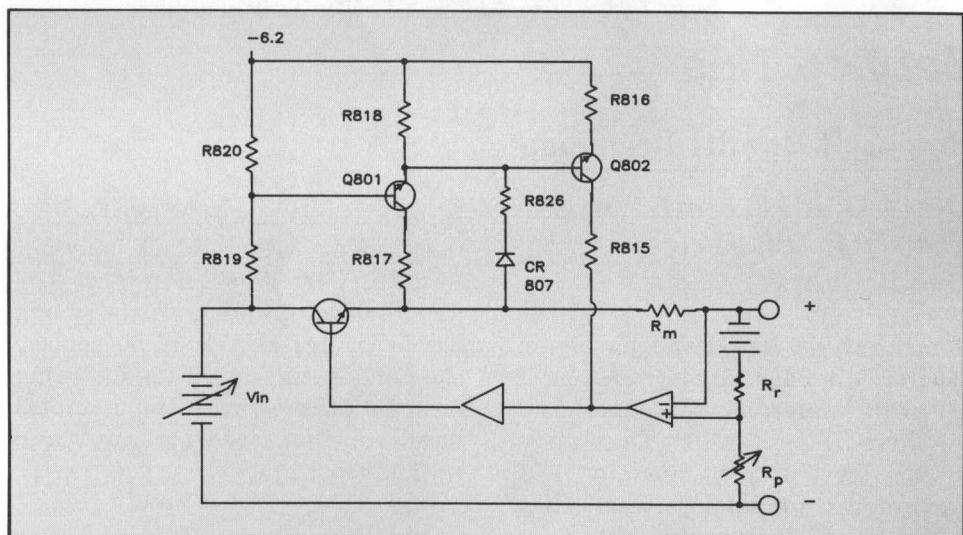 -6.2
R818
R816
R820
Q801
Q802
R826
R819
R817
R815
CR
807
Rm
+
Vin
+
Rr
Rp
-